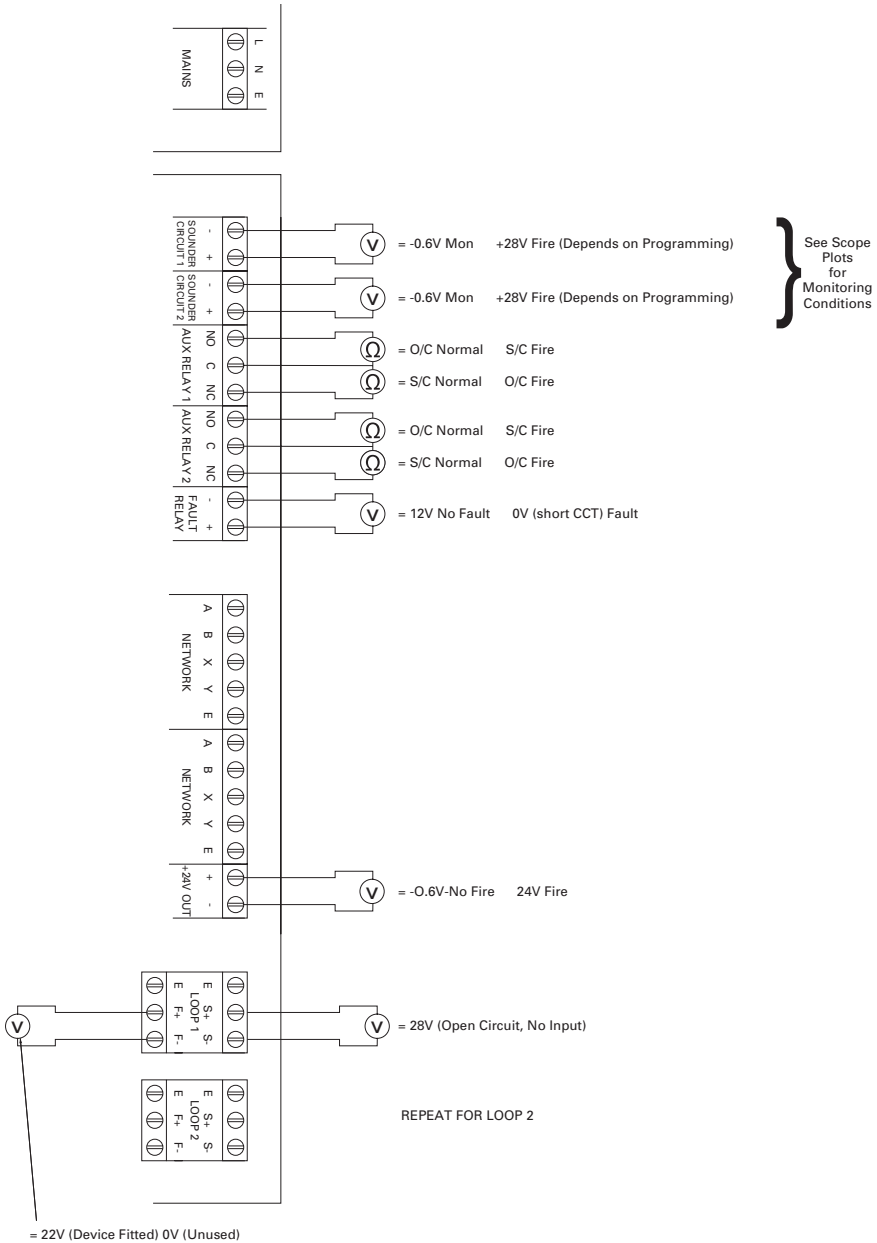 MAINS
L
N
E
SOUNDER
CIRCUIT 1
-
+
= -0.6V Mon +28V Fire (Depends on Programming)
SOUNDER
CIRCUIT 2
-
+
= -0.6V Mon +28V Fire (Depends on Programming)
See Scope
Plots
for
Monitoring
Conditions
V
V
AUX RELAY 1
NO
C
NC
Ω
= O/C Normal S/C Fire
Ω
= S/C Normal O/C Fire
AUX RELAY 2
NO
C
NC
Ω
= O/C Normal S/C Fire
Ω
= S/C Normal O/C Fire
FAULT
RELAY
-
+
V
= 12V No Fault 0V (short CCT) Fault
NETWORK
A
B
X
Y
E
NETWORK
A
B
X
Y
E
+24V OUT
+
-
V
= -O.6V-No Fire 24V Fire
LOOP 1
E
F+
F-
E
S+
S-
V
V
= 28V (Open Circuit, No Input)
LOOP 2
E
F+
F-
E
S+
S-
REPEAT FOR LOOP 2
= 22V (Device Fitted) 0V (Unused)